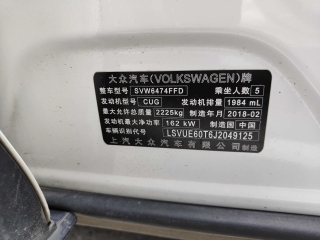 大众汽车(VOLKSWAGEN)牌
整车型号 SVW6474FFD 乘坐人数 5
发动机型号 CUG 发动机排量 1984 mL
最大允许总质量 2225kg 制造年月 2018-02
发动机最大净功率 162 kW 制造国 中国
车辆识别代号 LSVUE60T6J2049125
上汽大众汽车有限公司 制造